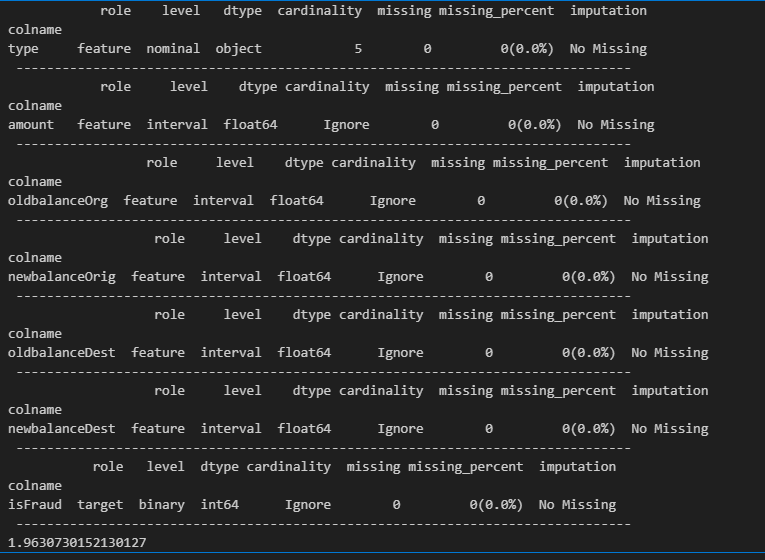 role level dtype cardinality missing missing_percent imputation
colname
type feature nominal object 5 0 0(0.0%) No Missing
--------------------------------------------------------------------------------
role level dtype cardinality missing missing_percent imputation
colname
amount feature interval float64 Ignore 0 0(0.0%) No Missing
--------------------------------------------------------------------------------
role level dtype cardinality missing missing_percent imputation
colname
oldbalanceOrg feature interval float64 Ignore 0 0(0.0%) No Missing
--------------------------------------------------------------------------------
role level dtype cardinality missing missing_percent imputation
colname
newbalanceOrig feature interval float64 Ignore 0 0(0.0%) No Missing
--------------------------------------------------------------------------------
role level dtype cardinality missing missing_percent imputation
colname
oldbalanceDest feature interval float64 Ignore 0 0(0.0%) No Missing
--------------------------------------------------------------------------------
role level dtype cardinality missing missing_percent imputation
colname
newbalanceDest feature interval float64 Ignore 0 0(0.0%) No Missing
--------------------------------------------------------------------------------
role level dtype cardinality missing missing_percent imputation
colname
isFraud target binary int64 Ignore 0 0(0.0%) No Missing
--------------------------------------------------------------------------------
1.9630730152130127